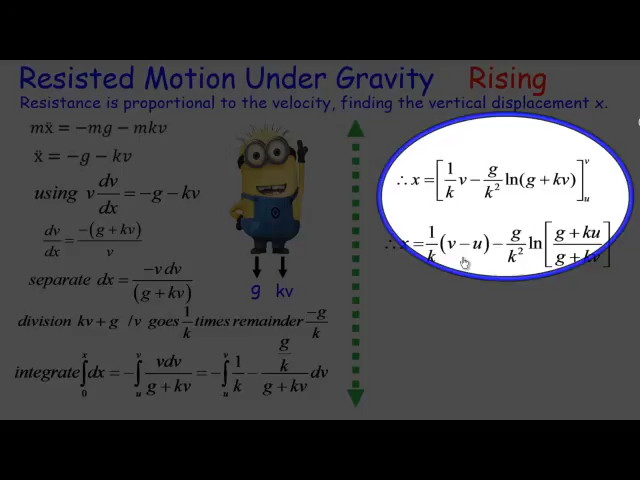 Resisted Motion Under Gravity Rising
Resistance is proportional to the velocity, finding the vertical displacement x.
mẍ = −mg − mkv
ẍ = −g − kv
using v dv/dx = −g − kv
dv/dx = −(g + kv)/v
separate dx = −v dv/(g + kv)
division kv + g / v goes 1/k times remainder −g/k
integrate ∫₀ˣ dx = −∫ᵤᵛ vdv/(g + kv) = −∫ᵤᵛ 1/k − (g/k)/(g + kv) dv
g kv
∴ x = [1/k v − g/k² ln(g + kv)]ᵤᵛ
∴ x = 1/k (v − u) − g/k² ln[(g + ku)/(g + kv)]